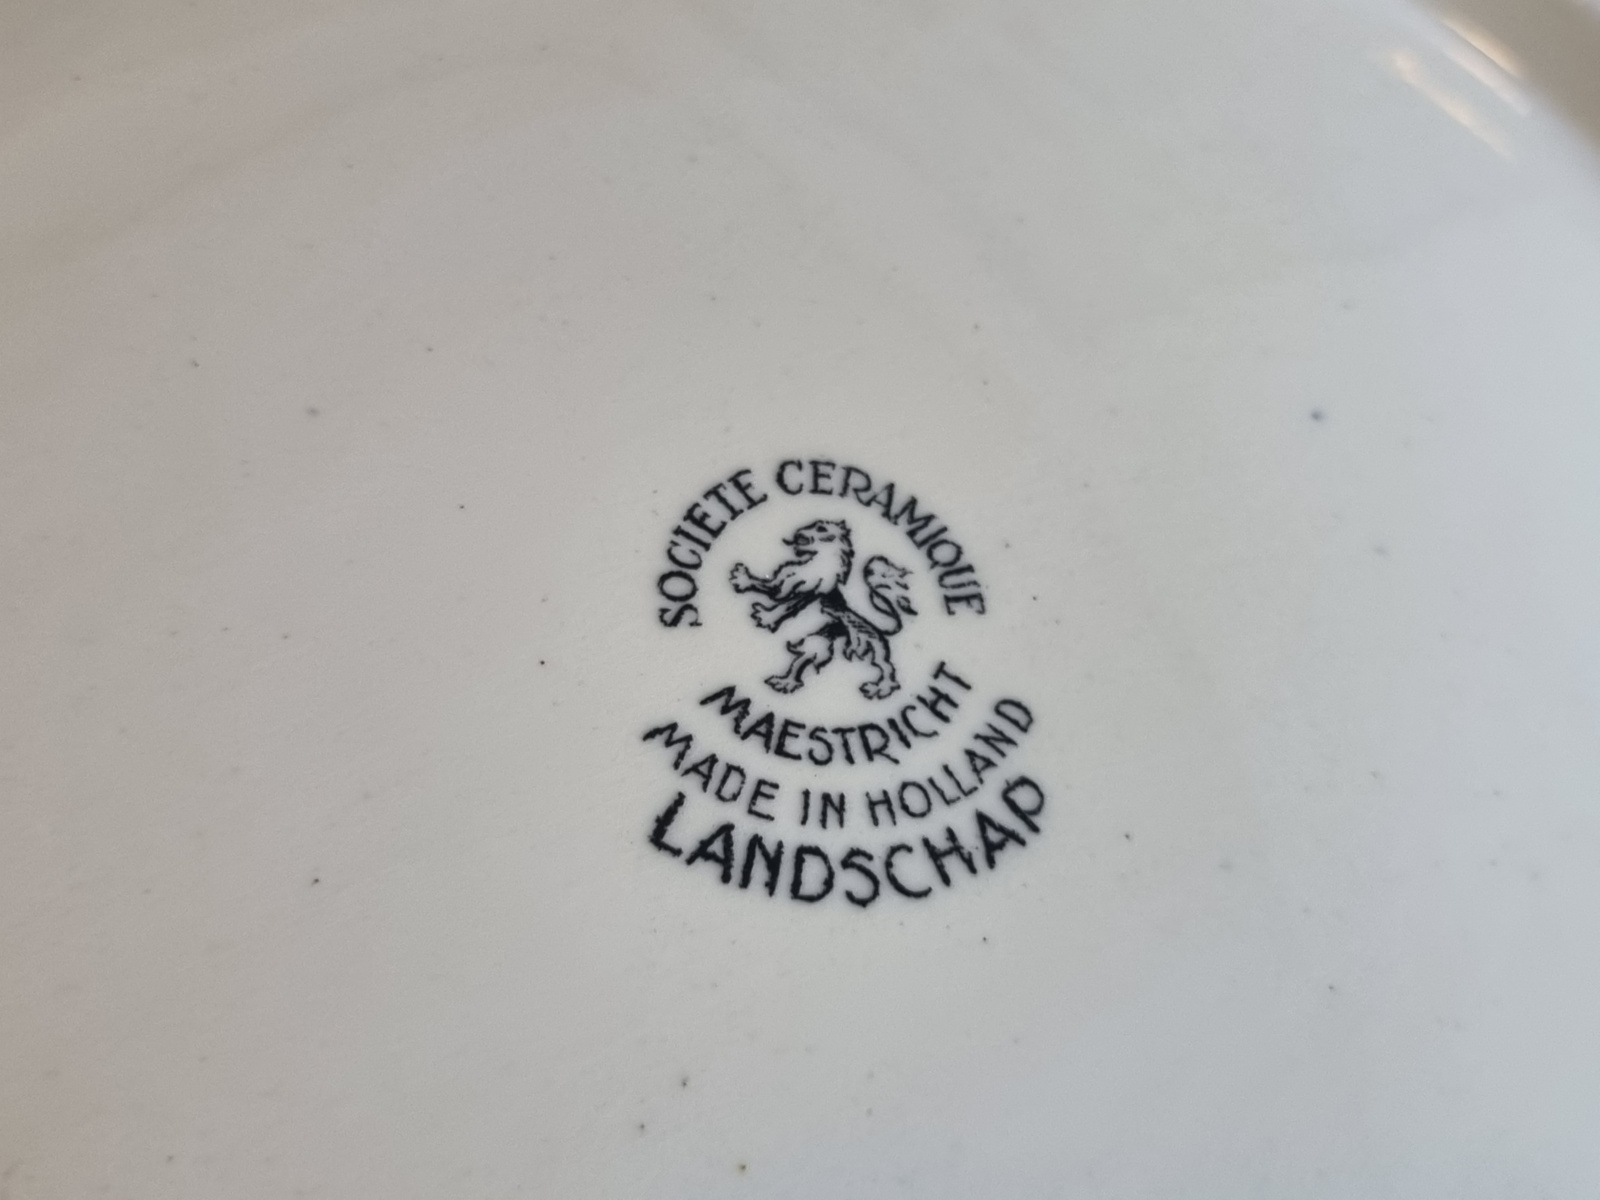 SOCIETE CERAMIQUE
MAESTRICHT
MADE IN HOLLAND
LANDSCHAP